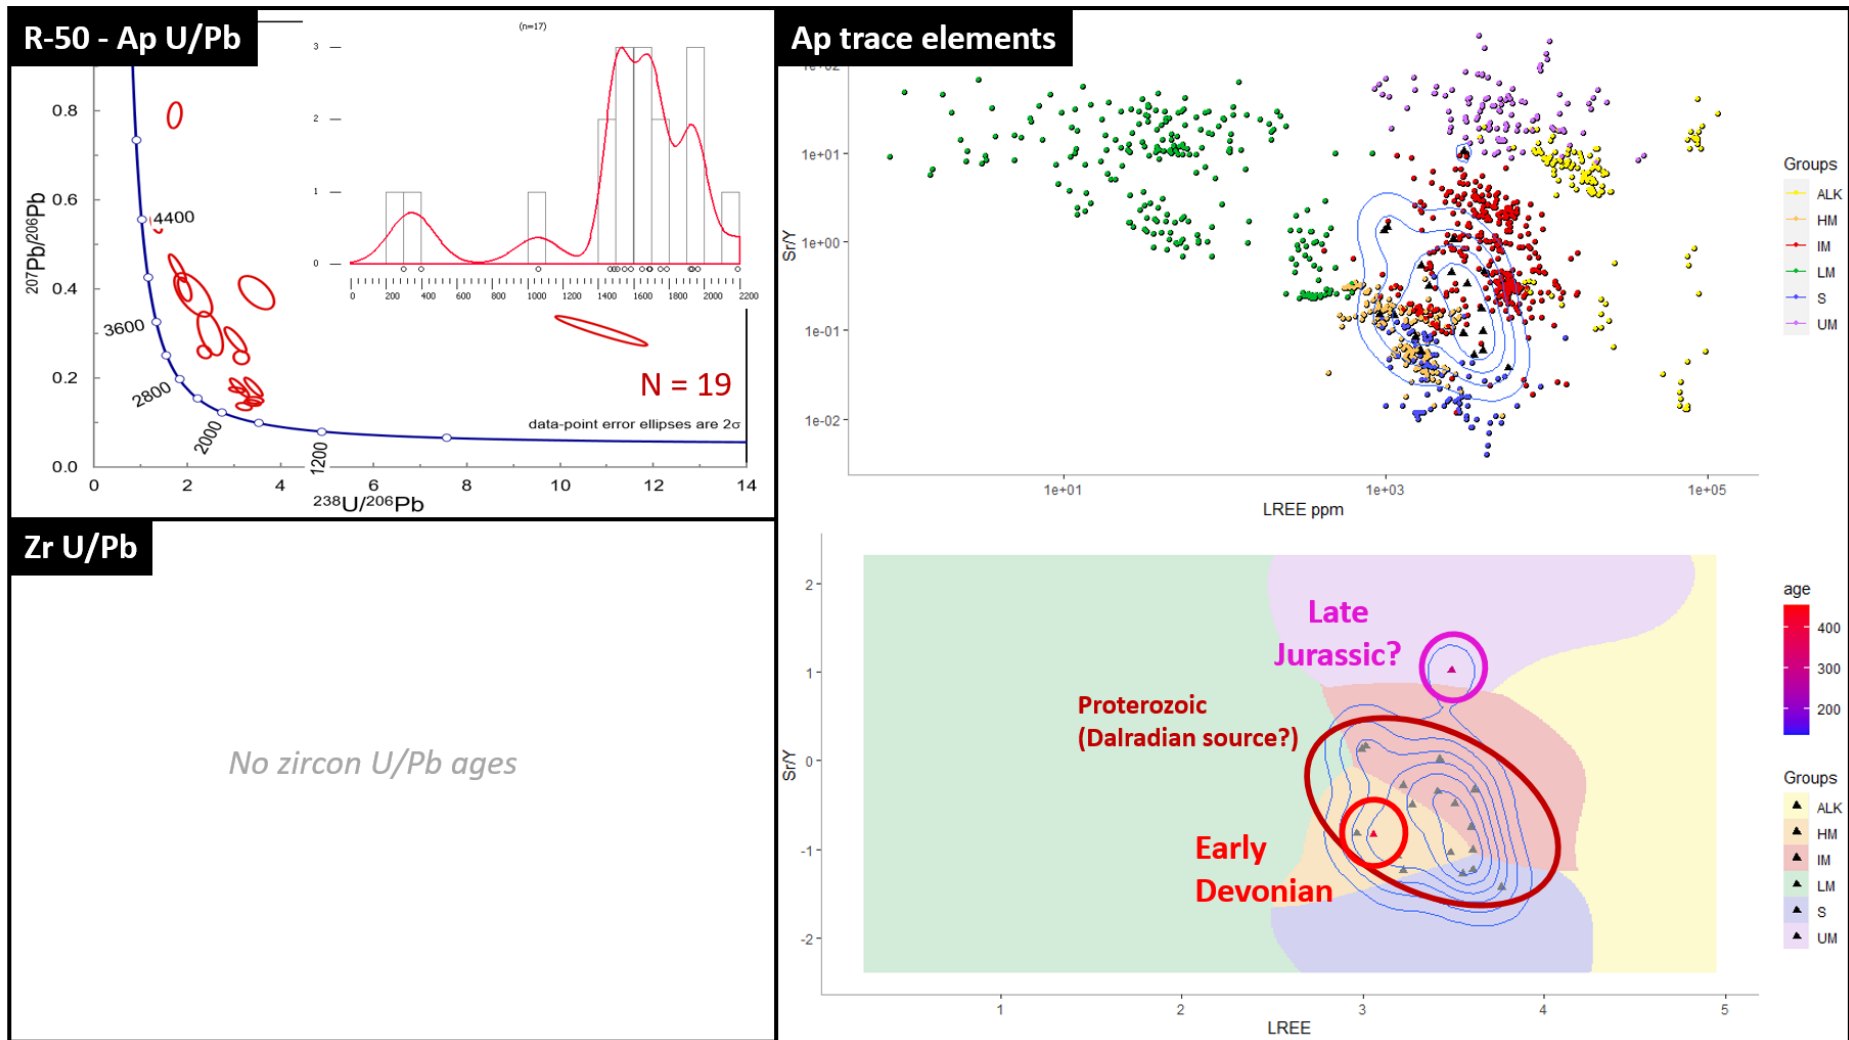 R-50 - Ap U/Pb
(n=17)
3
2
1
0
0 200 400 600 800 1000 1200 1400 1600 1800 2000 2200
207Pb/206Pb
0.8
0.6
0.4
0.2
0.0
4400
3600
2800
2000
1200
N = 19
data-point error ellipses are 2σ
0 2 4 6 8 10 12 14
238U/206Pb
Zr U/Pb
No zircon U/Pb ages
Ap trace elements
1e+02
1e+01
1e+00
1e-01
1e-02
Sr/Y
1e+01 1e+03 1e+05
LREE ppm
Groups
ALK
HM
IM
LM
S
UM
2
1
0
-1
-2
Sr/Y
Late
Jurassic?
Proterozoic
(Dalradian source?)
Early
Devonian
1 2 3 4 5
LREE
age
400
300
200
Groups
ALK
HM
IM
LM
S
UM